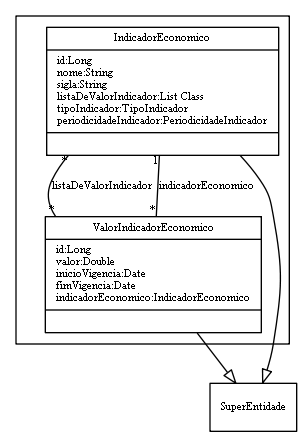 IndicadorEconomico
id:Long
nome:String
sigla:String
listaDeValorIndicador:List Class
tipoIndicador:TipoIndicador
periodicidadeIndicador:PeriodicidadeIndicador
* 1
listaDeValorIndicador indicadorEconomico
* *
ValorIndicadorEconomico
id:Long
valor:Double
inicioVigencia:Date
fimVigencia:Date
indicadorEconomico:IndicadorEconomico
SuperEntidade